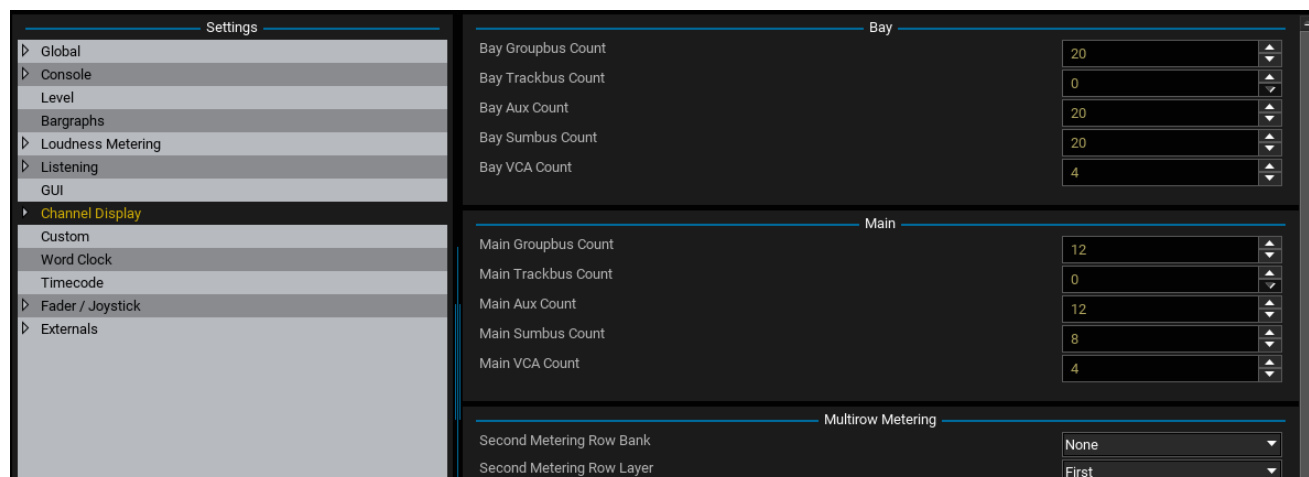 Settings
Global
Console
Level
Bargraphs
Loudness Metering
Listening
GUI
Channel Display
Custom
Word Clock
Timecode
Fader / Joystick
Externals
Bay
Bay Groupbus Count 20
Bay Trackbus Count 0
Bay Aux Count 20
Bay Sumbus Count 20
Bay VCA Count 4
Main
Main Groupbus Count 12
Main Trackbus Count 0
Main Aux Count 12
Main Sumbus Count 8
Main VCA Count 4
Multirow Metering
Second Metering Row Bank None
Second Metering Row Layer First